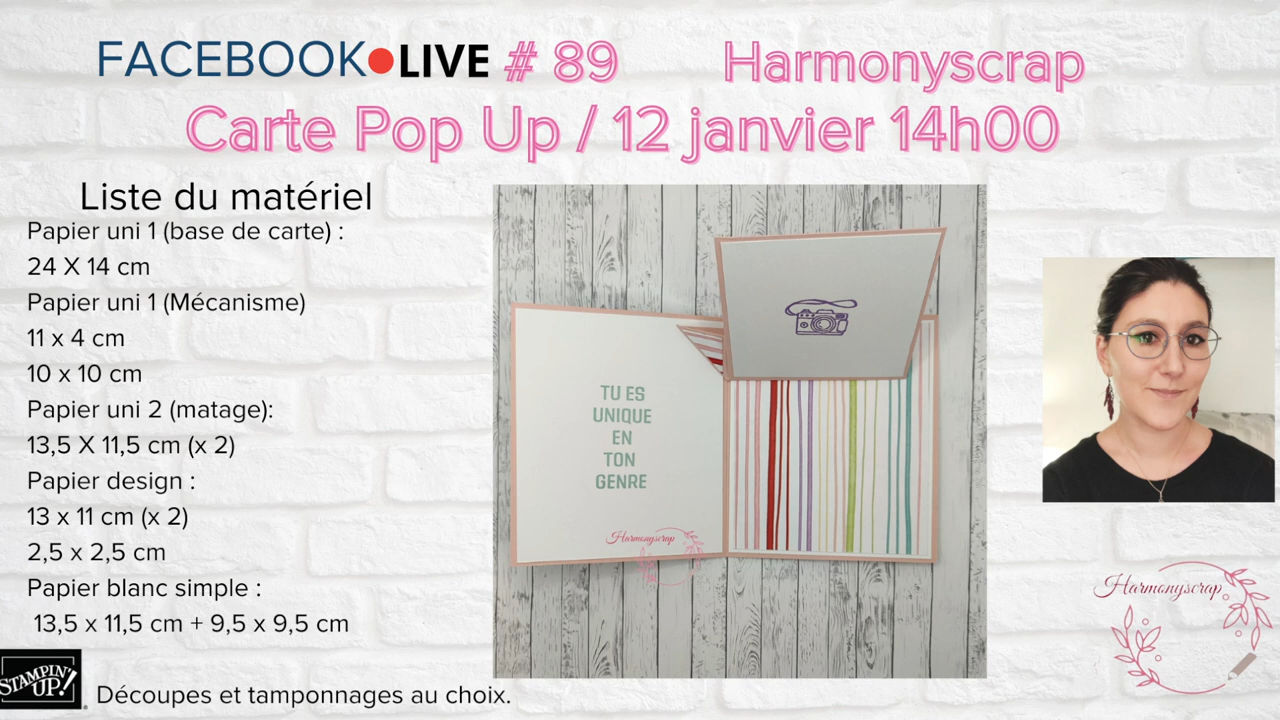 FACEBOOK LIVE # 89 Harmonyscrap
Carte Pop Up / 12 janvier 14h00
Liste du matériel
Papier uni 1 (base de carte) :
24 X 14 cm
Papier uni 1 (Mécanisme)
11 x 4 cm
10 x 10 cm
Papier uni 2 (matage):
13,5 X 11,5 cm (x 2)
Papier design :
13 x 11 cm (x 2)
2,5 x 2,5 cm
Papier blanc simple :
13,5 x 11,5 cm + 9,5 x 9,5 cm
STAMPIN'
UP!
Découpes et tamponnages au choix.
TU ES
UNIQUE
EN
TON
GENRE
Harmonyscrap
Harmonyscrap